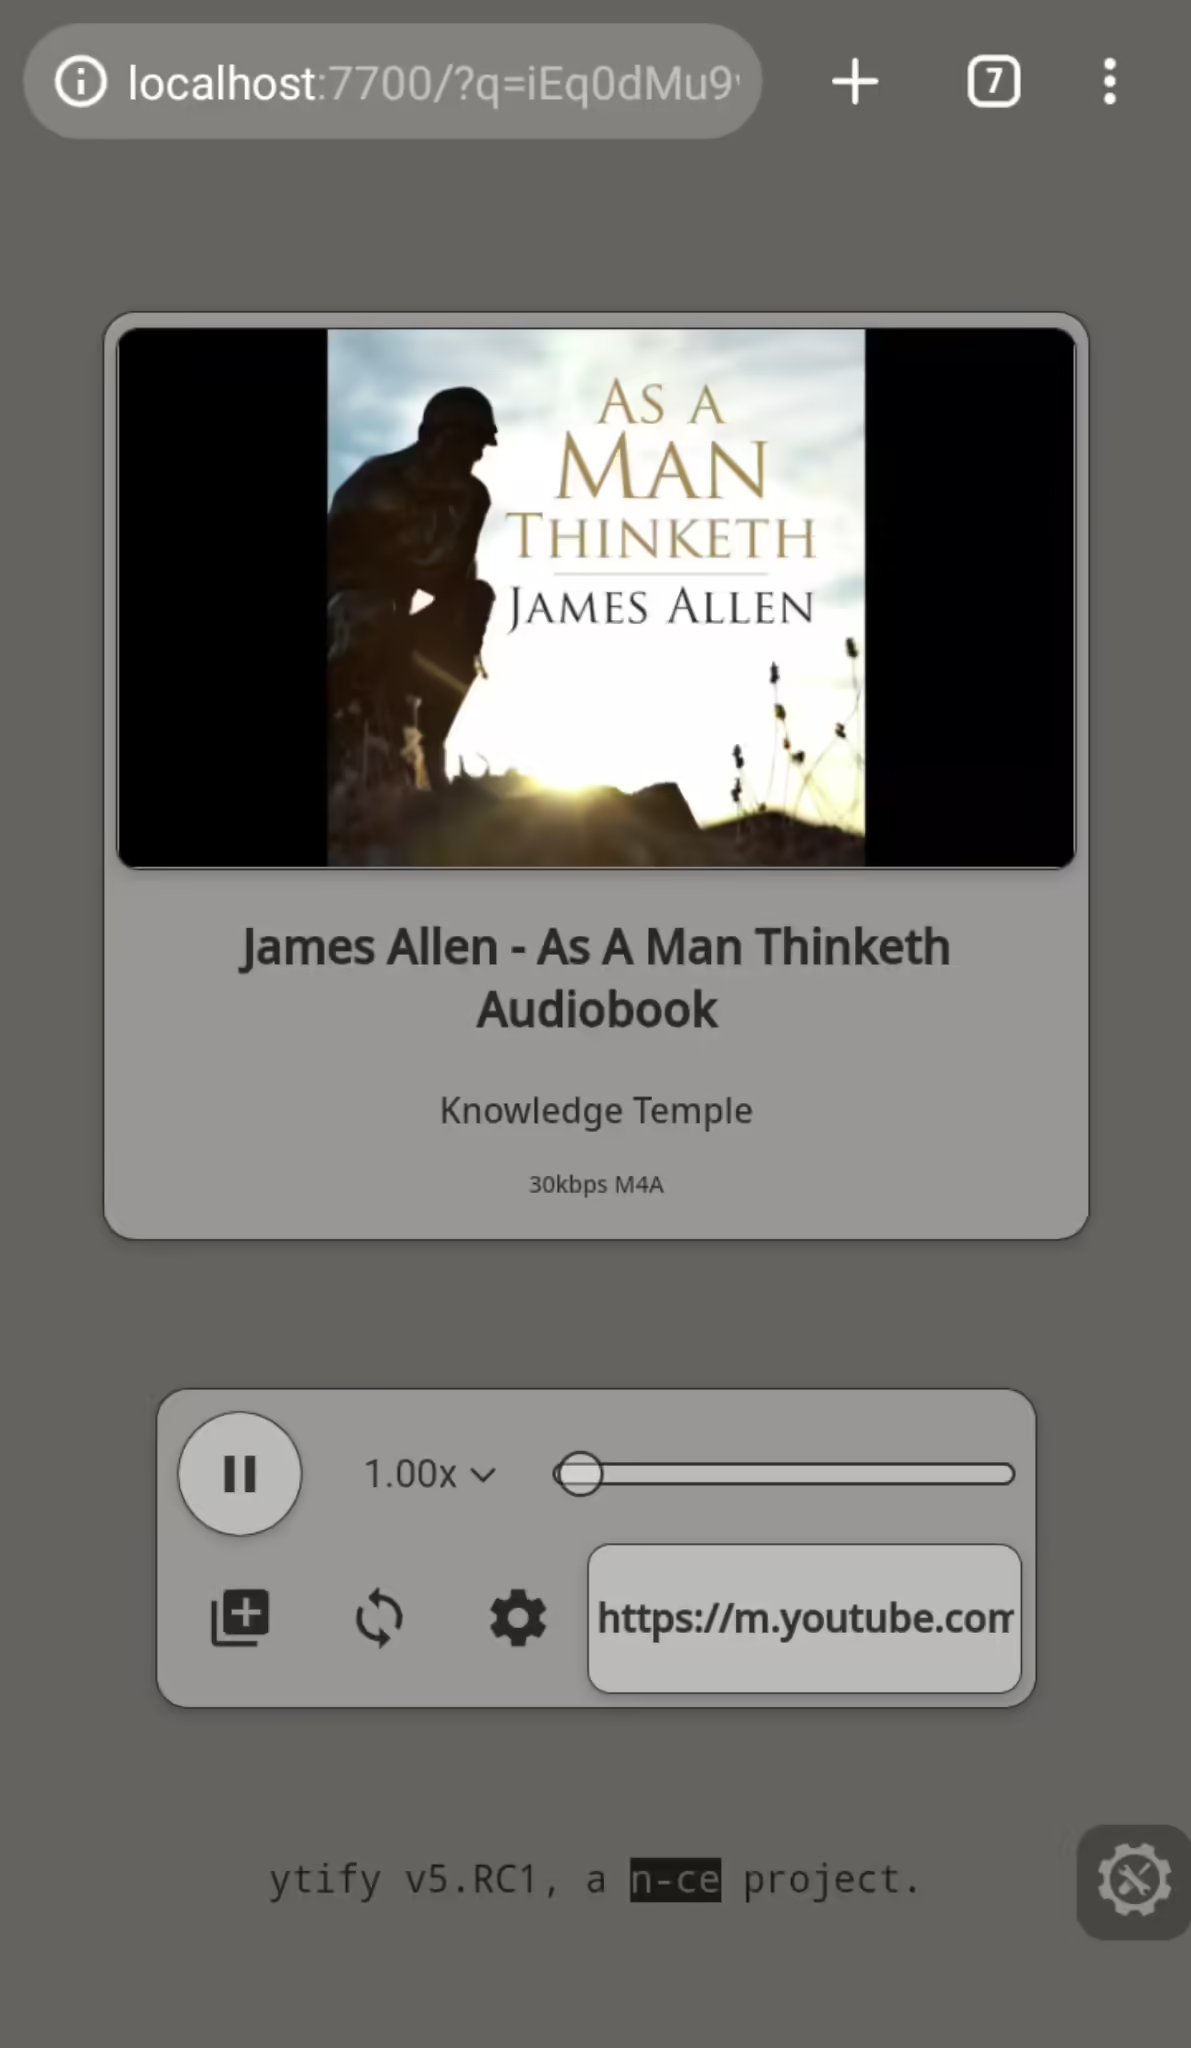 localhost:7700/?q=iEq0dMu9
7
AS A
MAN
THINKETH
JAMES ALLEN
James Allen - As A Man Thinketh
Audiobook
Knowledge Temple
30kbps M4A
1.00x
https://m.youtube.com
ytify v5.RC1, a n-ce project.